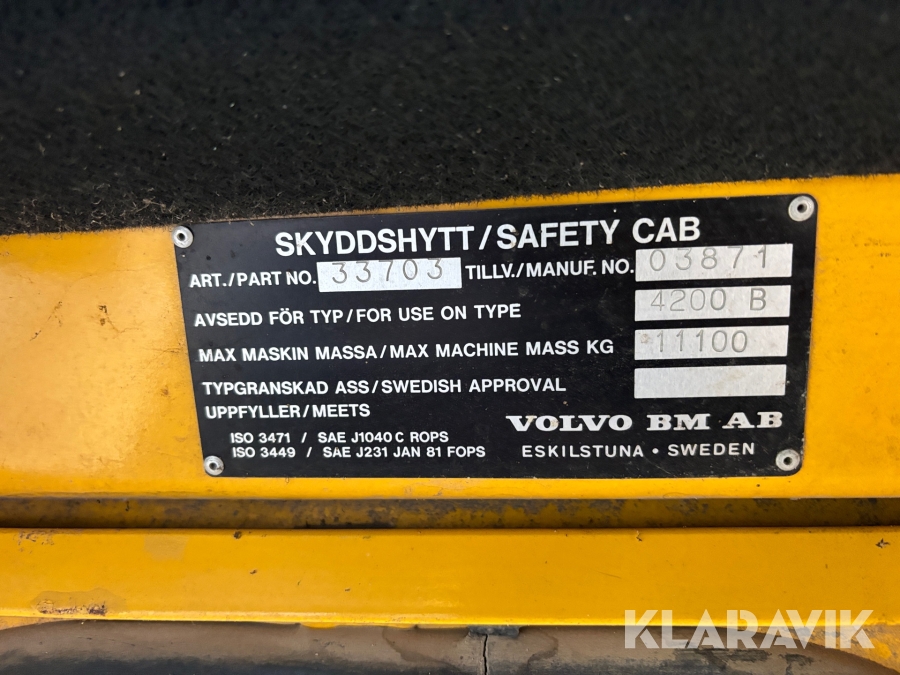 SKYDDSHYTT/SAFETY CAB
ART./PART NO. 33703 TILLV./MANUF. NO. 03871
AVSEDD FÖR TYP/FOR USE ON TYPE 4200 B
MAX MASKIN MASSA/MAX MACHINE MASS KG 11100
TYPGRANSKAD ASS/SWEDISH APPROVAL
UPPFYLLER/MEETS
VOLVO BM AB
ISO 3471 / SAE J1040 C ROPS
ISO 3449 / SAE J231 JAN 81 FOPS
ESKILSTUNA • SWEDEN
KLARAVIK